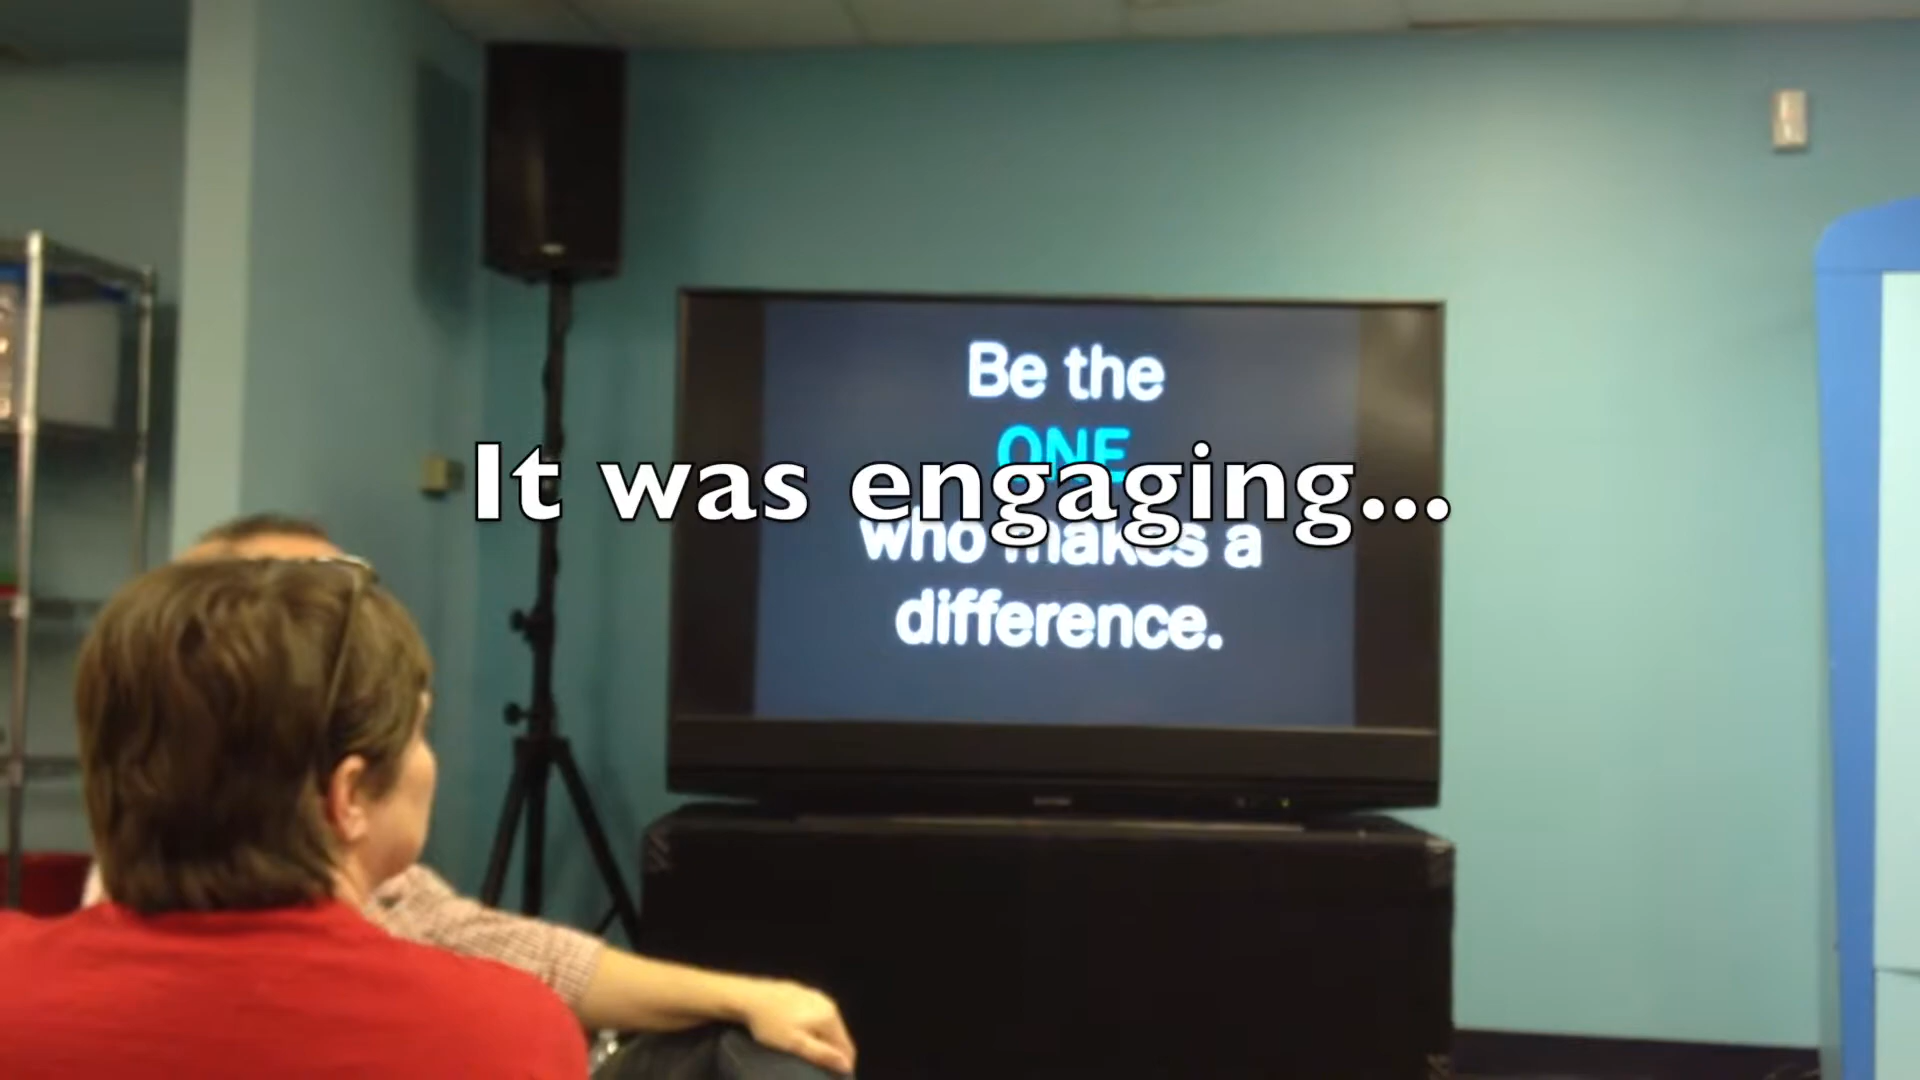 Be the
ONE
It was engaging...
who makes a
difference.